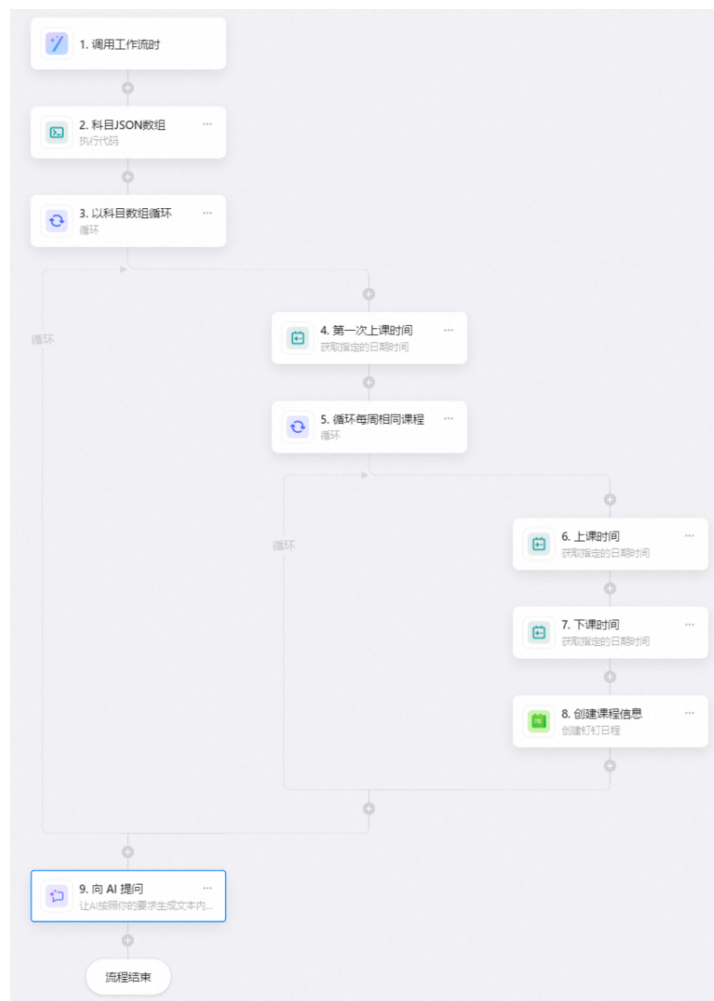 1. 调用工作流时
2. 科目JSON数组
执行代码
3. 以科目数组循环
循环
循环
4. 第一次上课时间
获取指定的日期时间
5. 循环每周相同课程
循环
循环
6. 上课时间
获取指定的日期时间
7. 下课时间
获取指定的日期时间
8. 创建课程信息
创建钉钉日程
9. 向 AI 提问
让AI按照你的要求生成文本内...
流程结束